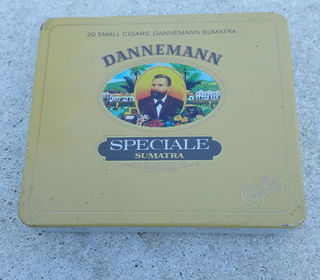 20 SMALL CIGARS. DANNEMANN SUMATRA
DANNEMANN
SPECIALE
SUMATRA